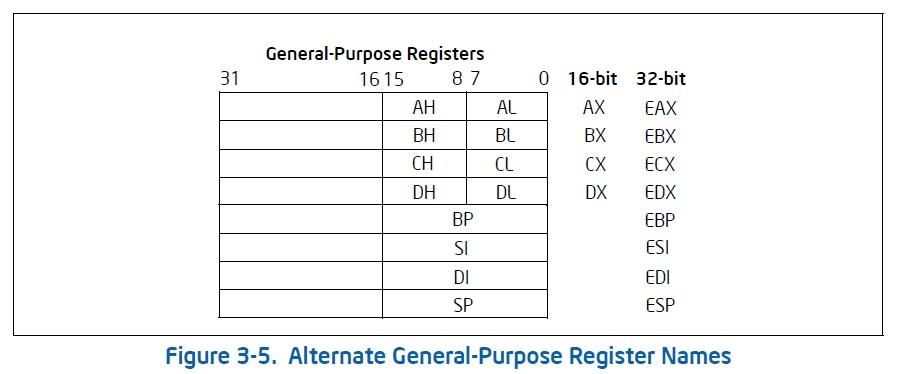 General-Purpose Registers
31 16 15 8 7 0 16-bit 32-bit
AH AL AX EAX
BH BL BX EBX
CH CL CX ECX
DH DL DX EDX
BP EBP
SI ESI
DI EDI
SP ESP
Figure 3-5. Alternate General-Purpose Register Names